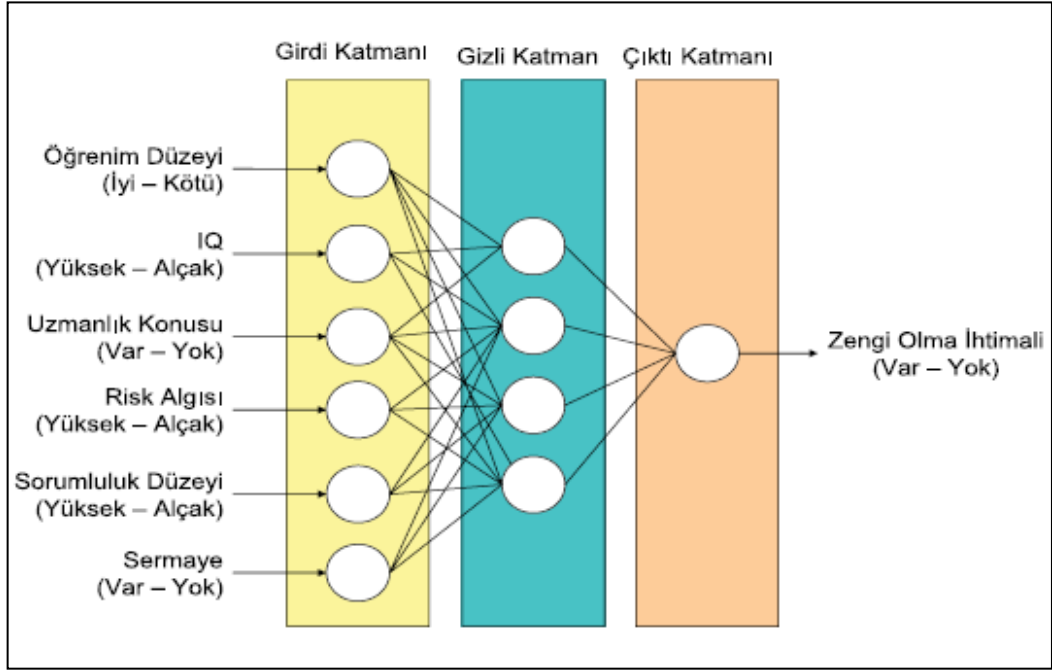 Girdi Katmanı
Gizli Katman
Çıktı Katmanı
Öğrenim Düzeyi
(İyi – Kötü)
IQ
(Yüksek – Alçak)
Uzmanlık Konusu
(Var – Yok)
Risk Algısı
(Yüksek – Alçak)
Sorumluluk Düzeyi
(Yüksek – Alçak)
Sermaye
(Var – Yok)
Zengi Olma İhtimali
(Var – Yok)